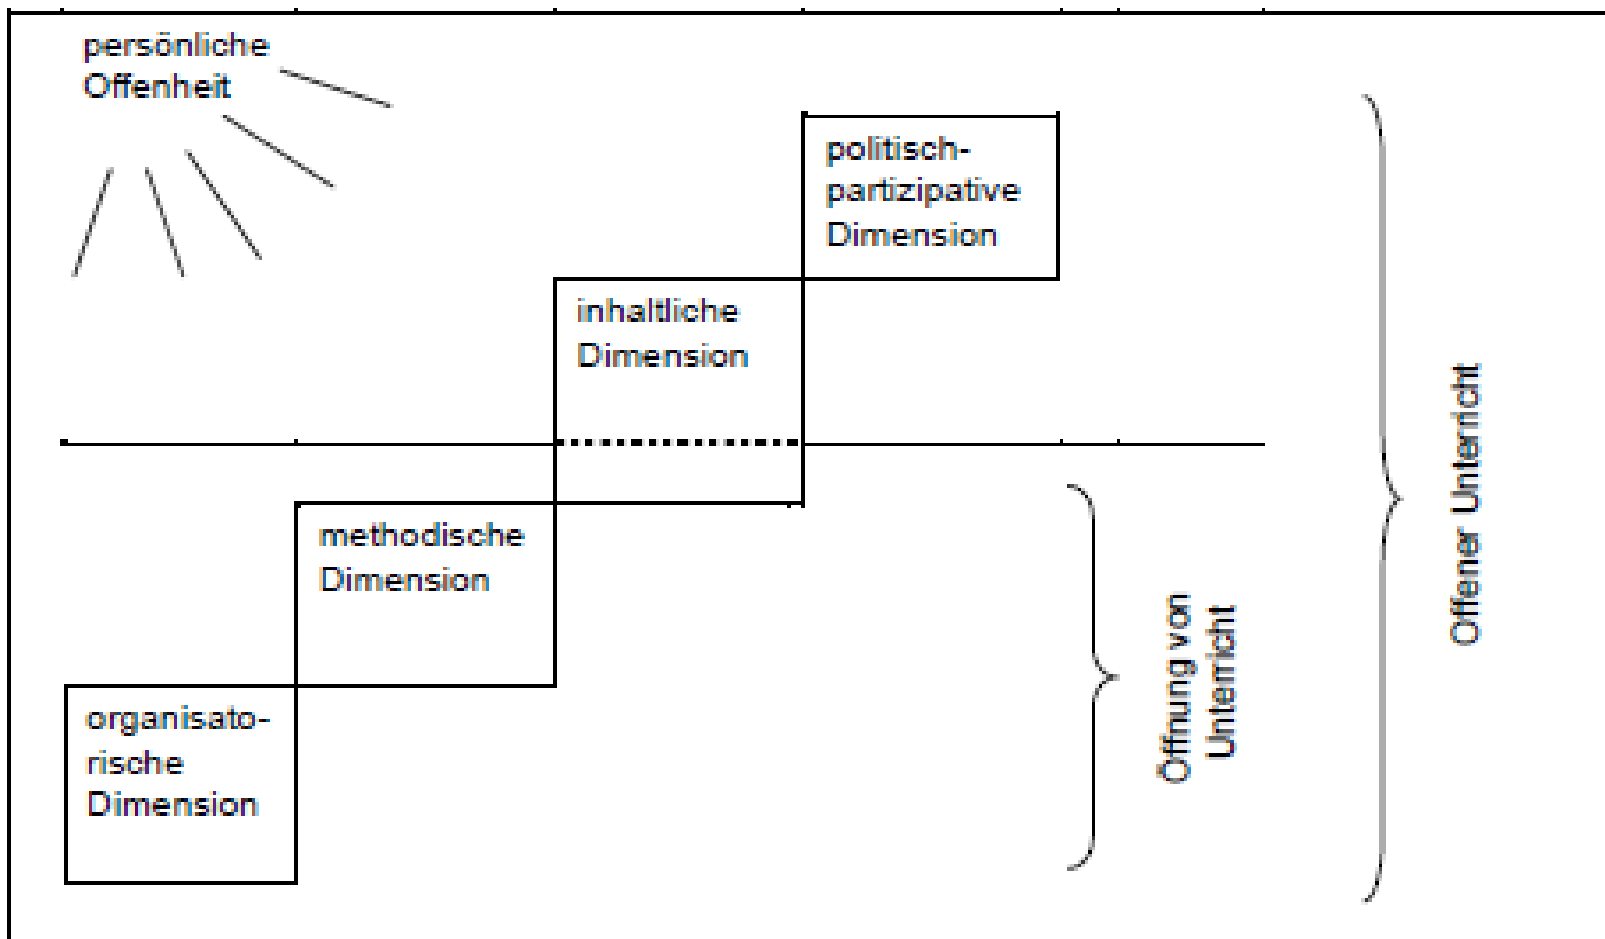 persönliche
Offenheit
politisch-
partizipative
Dimension
inhaltliche
Dimension
methodische
Dimension
organisato-
rische
Dimension
Öffnung von
Unterricht
Offener Unterricht